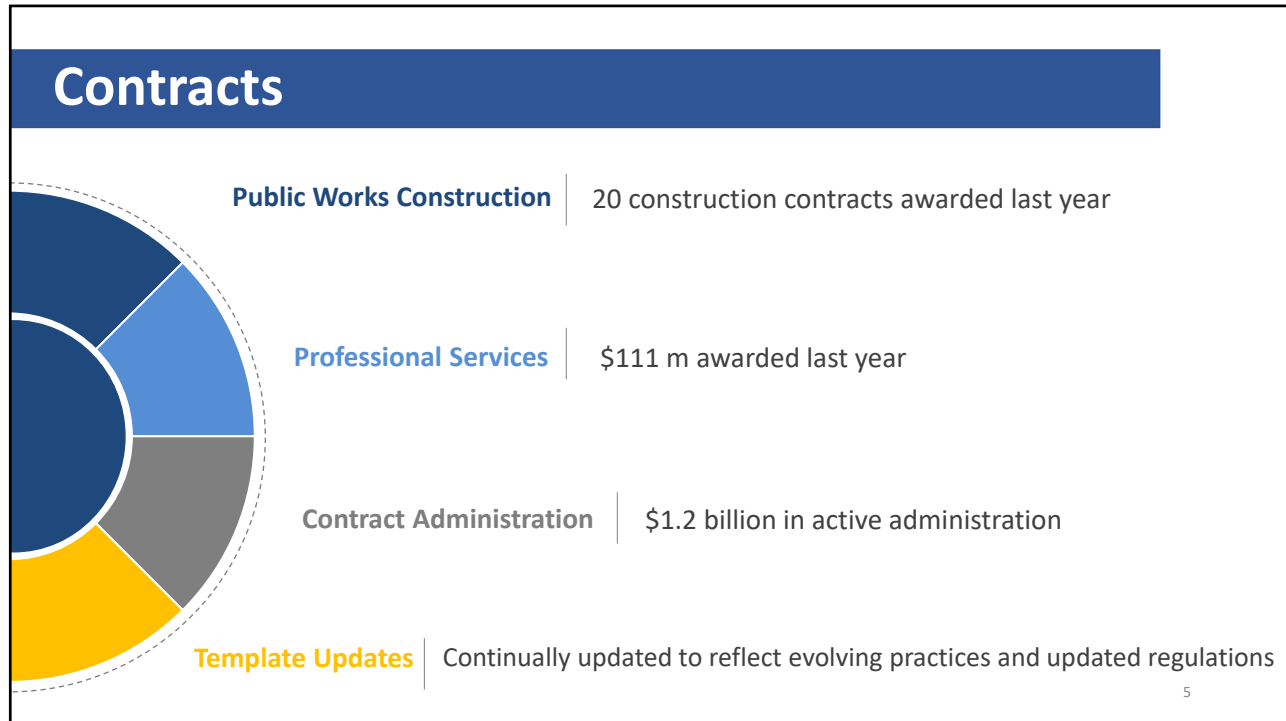 Contracts
Public Works Construction
20 construction contracts awarded last year
Professional Services
$111 m awarded last year
Contract Administration
$1.2 billion in active administration
Template Updates
Continually updated to reflect evolving practices and updated regulations
5